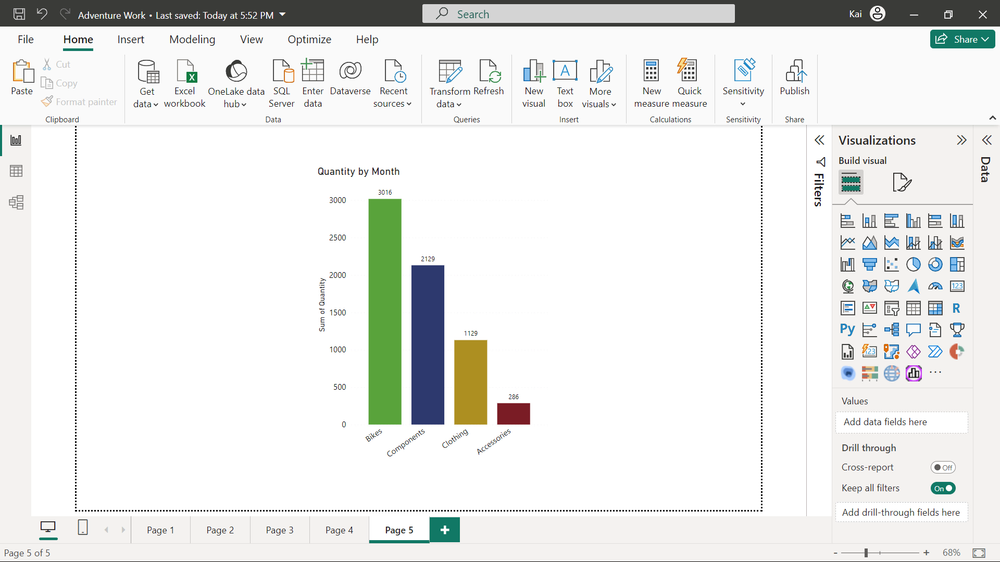 Adventure Work • Last saved: Today at 5:52 PM
Search
Kai
File Home Insert Modeling View Optimize Help
Share
Paste
Cut
Copy
Format painter
Clipboard
Get data
Excel workbook
OneLake data hub
SQL Server
Enter data
Dataverse
Recent sources
Data
Transform data
Refresh
Queries
New visual
A
Text box
More visuals
Insert
New measure
Quick measure
Calculations
Sensitivity
Sensitivity
Publish
Share
Quantity by Month
Sum of Quantity
3000
2500
2000
1500
1000
500
0
3016
2129
1129
286
Bikes
Components
Clothing
Accessories
Filters
Visualizations
Data
Build visual
123
R
Py
123
Values
Add data fields here
Drill through
Cross-report
Off
Keep all filters
On
Add drill-through fields here
Page 1
Page 2
Page 3
Page 4
Page 5
+
Page 5 of 5
- + 68%